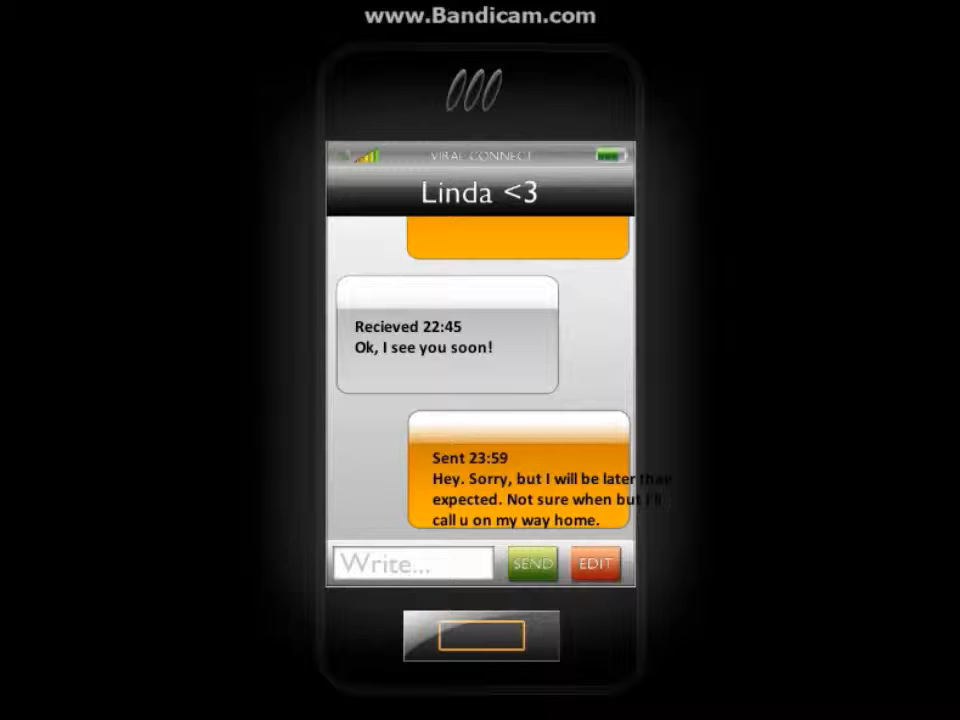 www.Bandicam.com
VIRAL CONNECT
Linda <3
Recieved 22:45
Ok, I see you soon!
Sent 23:59
Hey. Sorry, but I will be later than
expected. Not sure when but I'll
call u on my way home.
Write...
SEND
EDIT